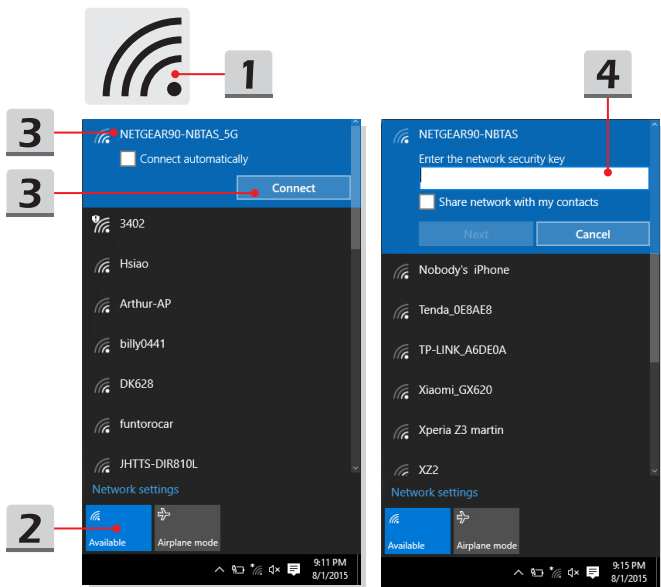 1
4
3
NETGEAR90-NBTAS_5G
Connect automatically
3
Connect
3402
Hsiao
Arthur-AP
billy0441
DK628
funtorocar
JHTTS-DIR810L
Network settings
2
Available
Airplane mode
9:11 PM
8/1/2015
NETGEAR90-NBTAS
Enter the network security key
Share network with my contacts
Next
Cancel
Nobody's iPhone
Tenda_0E8AE8
TP-LINK_A6DE0A
Xiaomi_GX620
Xperia Z3 martin
XZ2
Network settings
Available
Airplane mode
9:15 PM
8/1/2015